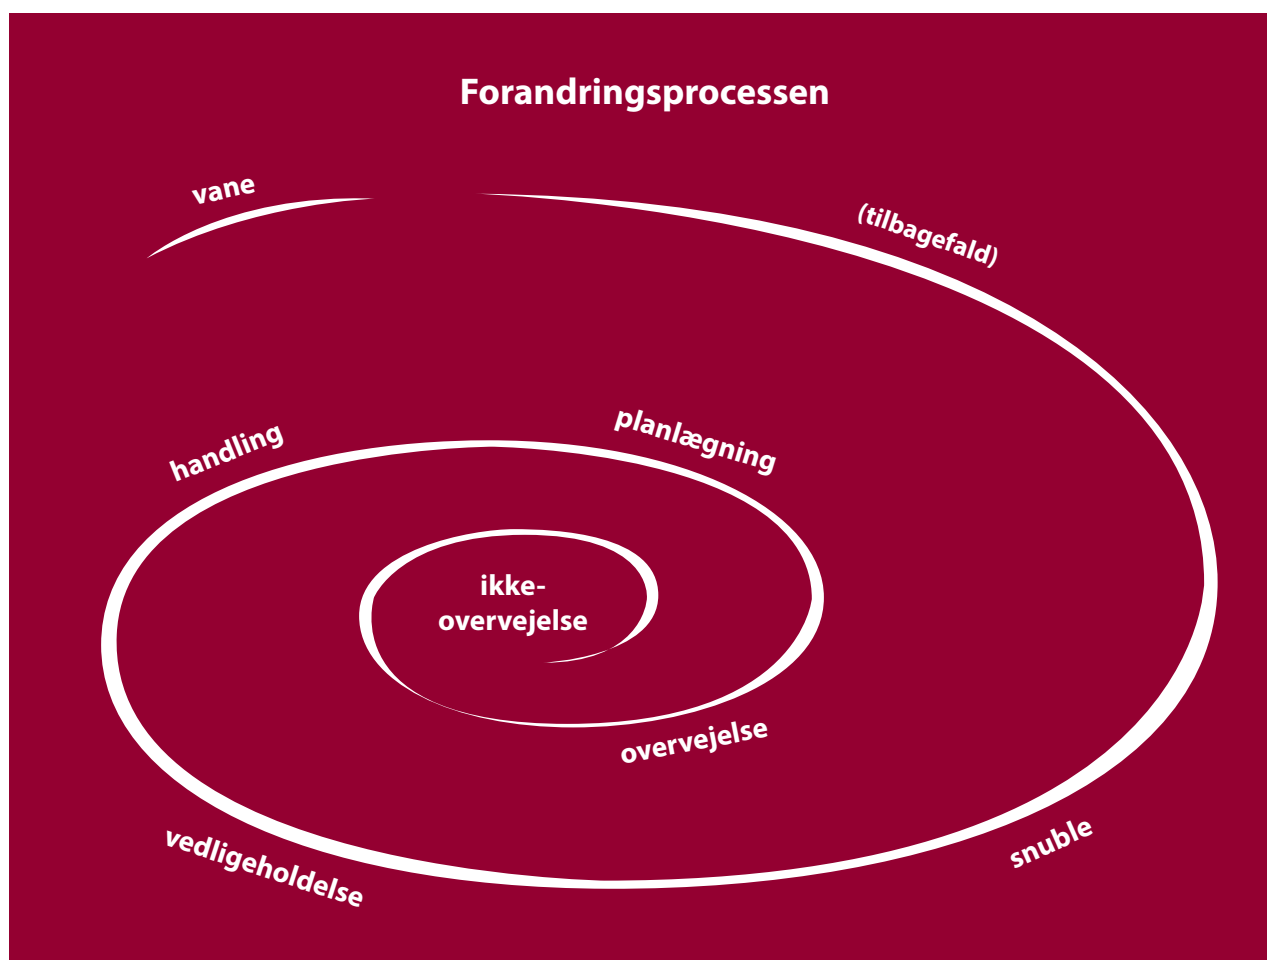 Forandringsprocessen
vane
(tilbagefald)
handling
planlægning
ikke-
overvejelse
overvejelse
vedligeholdelse
snuble